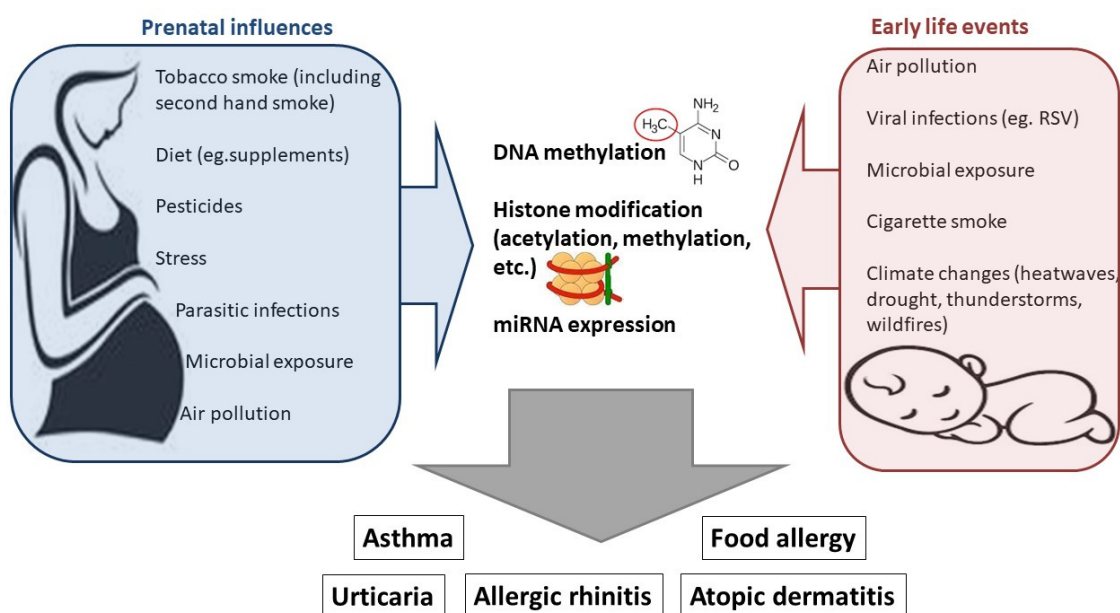 Prenatal influences
Tobacco smoke (including
second hand smoke)
Diet (eg.supplements)
Pesticides
Stress
Parasitic infections
Microbial exposure
Air pollution
DNA methylation
H₃C
NH₂
N
O
N
H
Histone modification
(acetylation, methylation,
etc.)
miRNA expression
Early life events
Air pollution
Viral infections (eg. RSV)
Microbial exposure
Cigarette smoke
Climate changes (heatwaves,
drought, thunderstorms,
wildfires)
Asthma
Food allergy
Urticaria
Allergic rhinitis
Atopic dermatitis